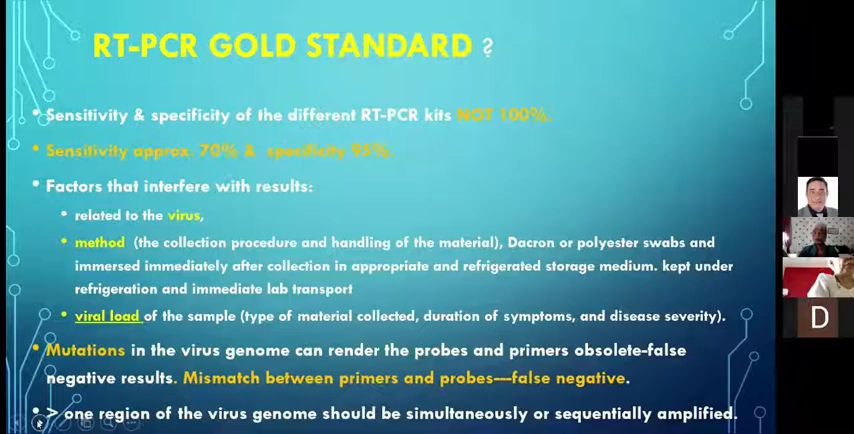 RT-PCR GOLD STANDARD ?
• Sensitivity & specificity of the different RT-PCR kits NOT 100%.
• Sensitivity approx. 70% & specificity 95%.
• Factors that interfere with results:
• related to the virus,
• method (the collection procedure and handling of the material), Dacron or polyester swabs and
immersed immediately after collection in appropriate and refrigerated storage medium. kept under
refrigeration and immediate lab transport
• viral load of the sample (type of material collected, duration of symptoms, and disease severity).
• Mutations in the virus genome can render the probes and primers obsolete-false
negative results. Mismatch between primers and probes---false negative.
• > one region of the virus genome should be simultaneously or sequentially amplified.
D